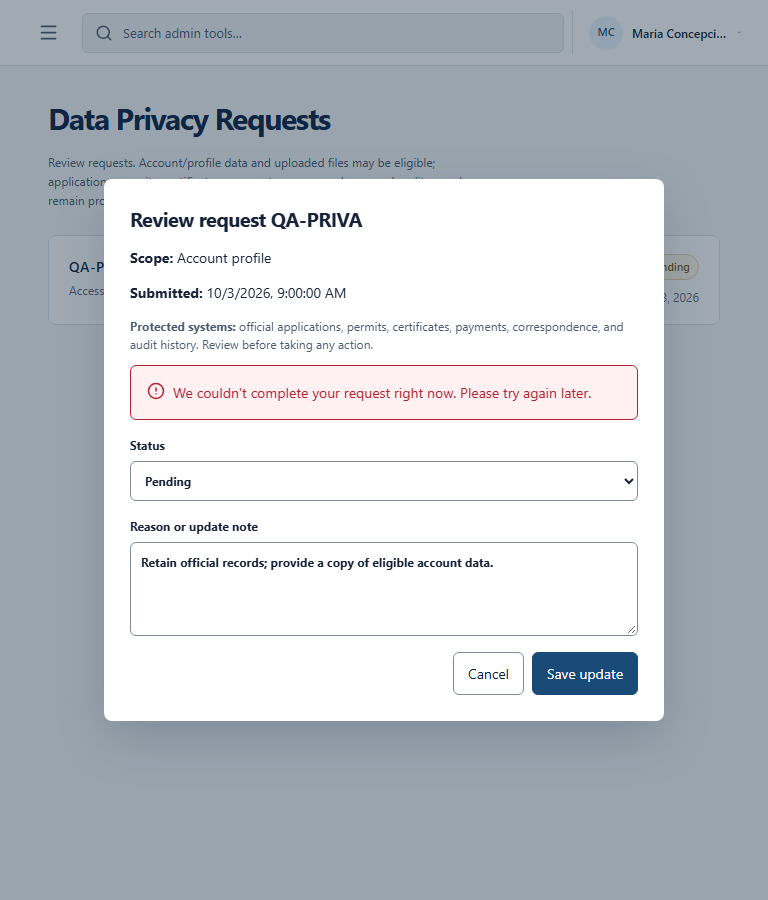 Search admin tools...
MC
Maria Concepci...
Data Privacy Requests
Review requests. Account/profile data and uploaded files may be eligible;
application
remain pro
QA-P
Access
nding
3, 2026
Review request QA-PRIVA
Scope: Account profile
Submitted: 10/3/2026, 9:00:00 AM
Protected systems: official applications, permits, certificates, payments, correspondence, and
audit history. Review before taking any action.
We couldn't complete your request right now. Please try again later.
Status
Pending
Reason or update note
Retain official records; provide a copy of eligible account data.
Cancel
Save update